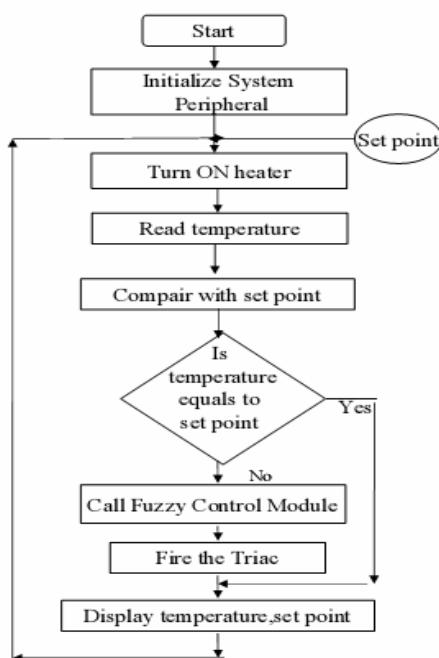 Start
Initialize System
Peripheral
Set point
Turn ON heater
Read temperature
Compair with set point
Is
temperature
equals to
set point
Yes
No
Call Fuzzy Control Module
Fire the Triac
Display temperature,set point